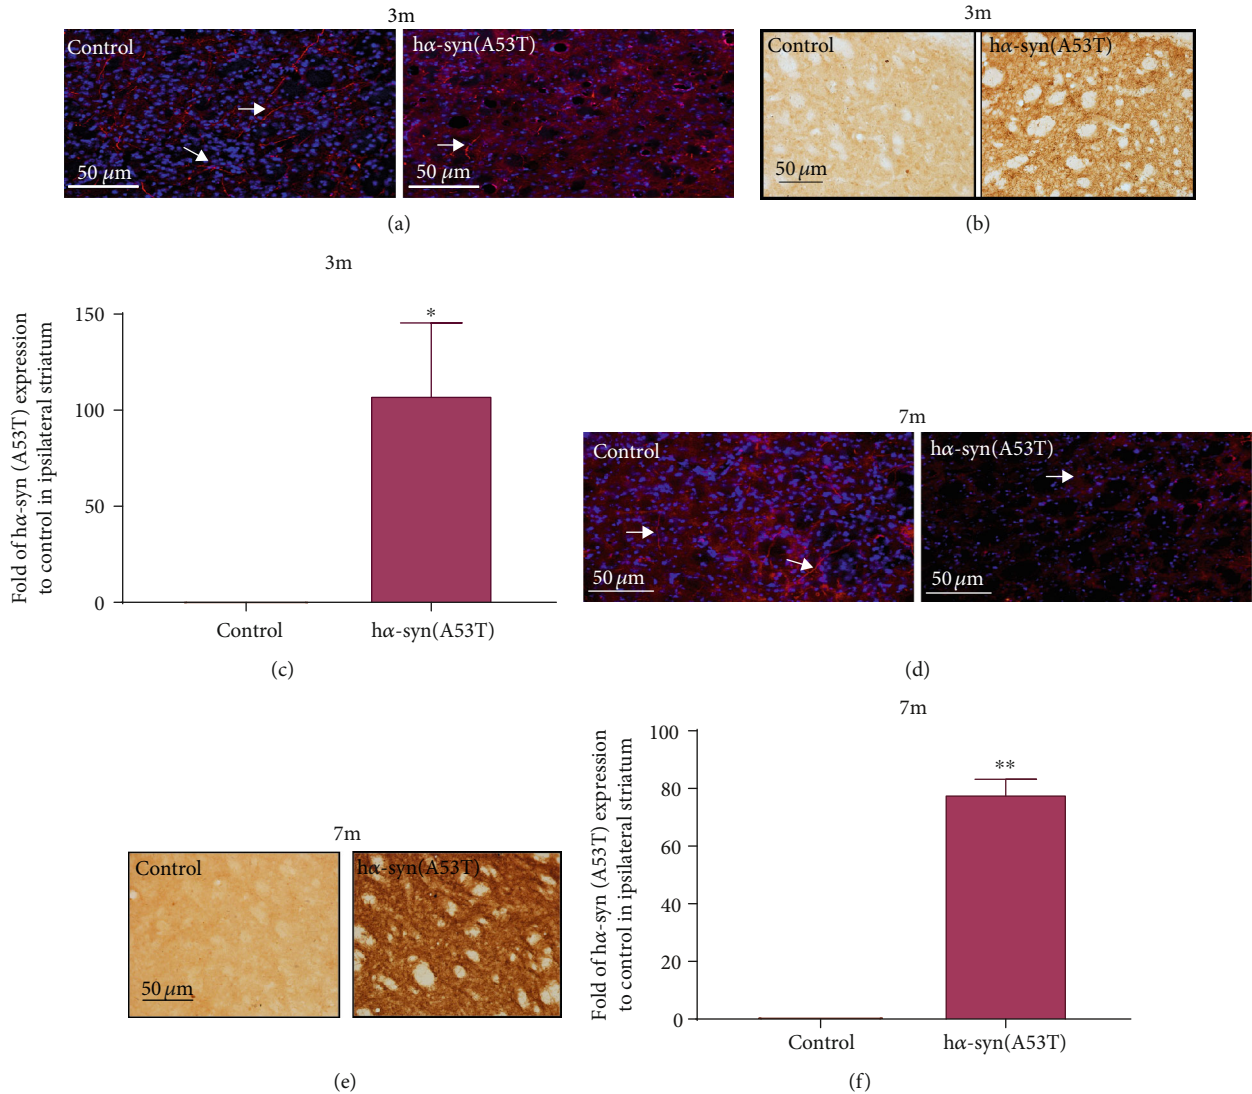 3m
Control
hα-syn(A53T)
50 μm
50 μm
(a)
3m
Control
hα-syn(A53T)
50 μm
(b)
3m
Fold of hα-syn (A53T) expression
to control in ipsilateral striatum
150
100
50
0
*
Control
hα-syn(A53T)
(c)
7m
Control
hα-syn(A53T)
50 μm
50 μm
(d)
7m
Control
hα-syn(A53T)
50 μm
(e)
7m
Fold of hα-syn (A53T) expression
to control in ipsilateral striatum
100
80
60
40
20
0
**
Control
hα-syn(A53T)
(f)